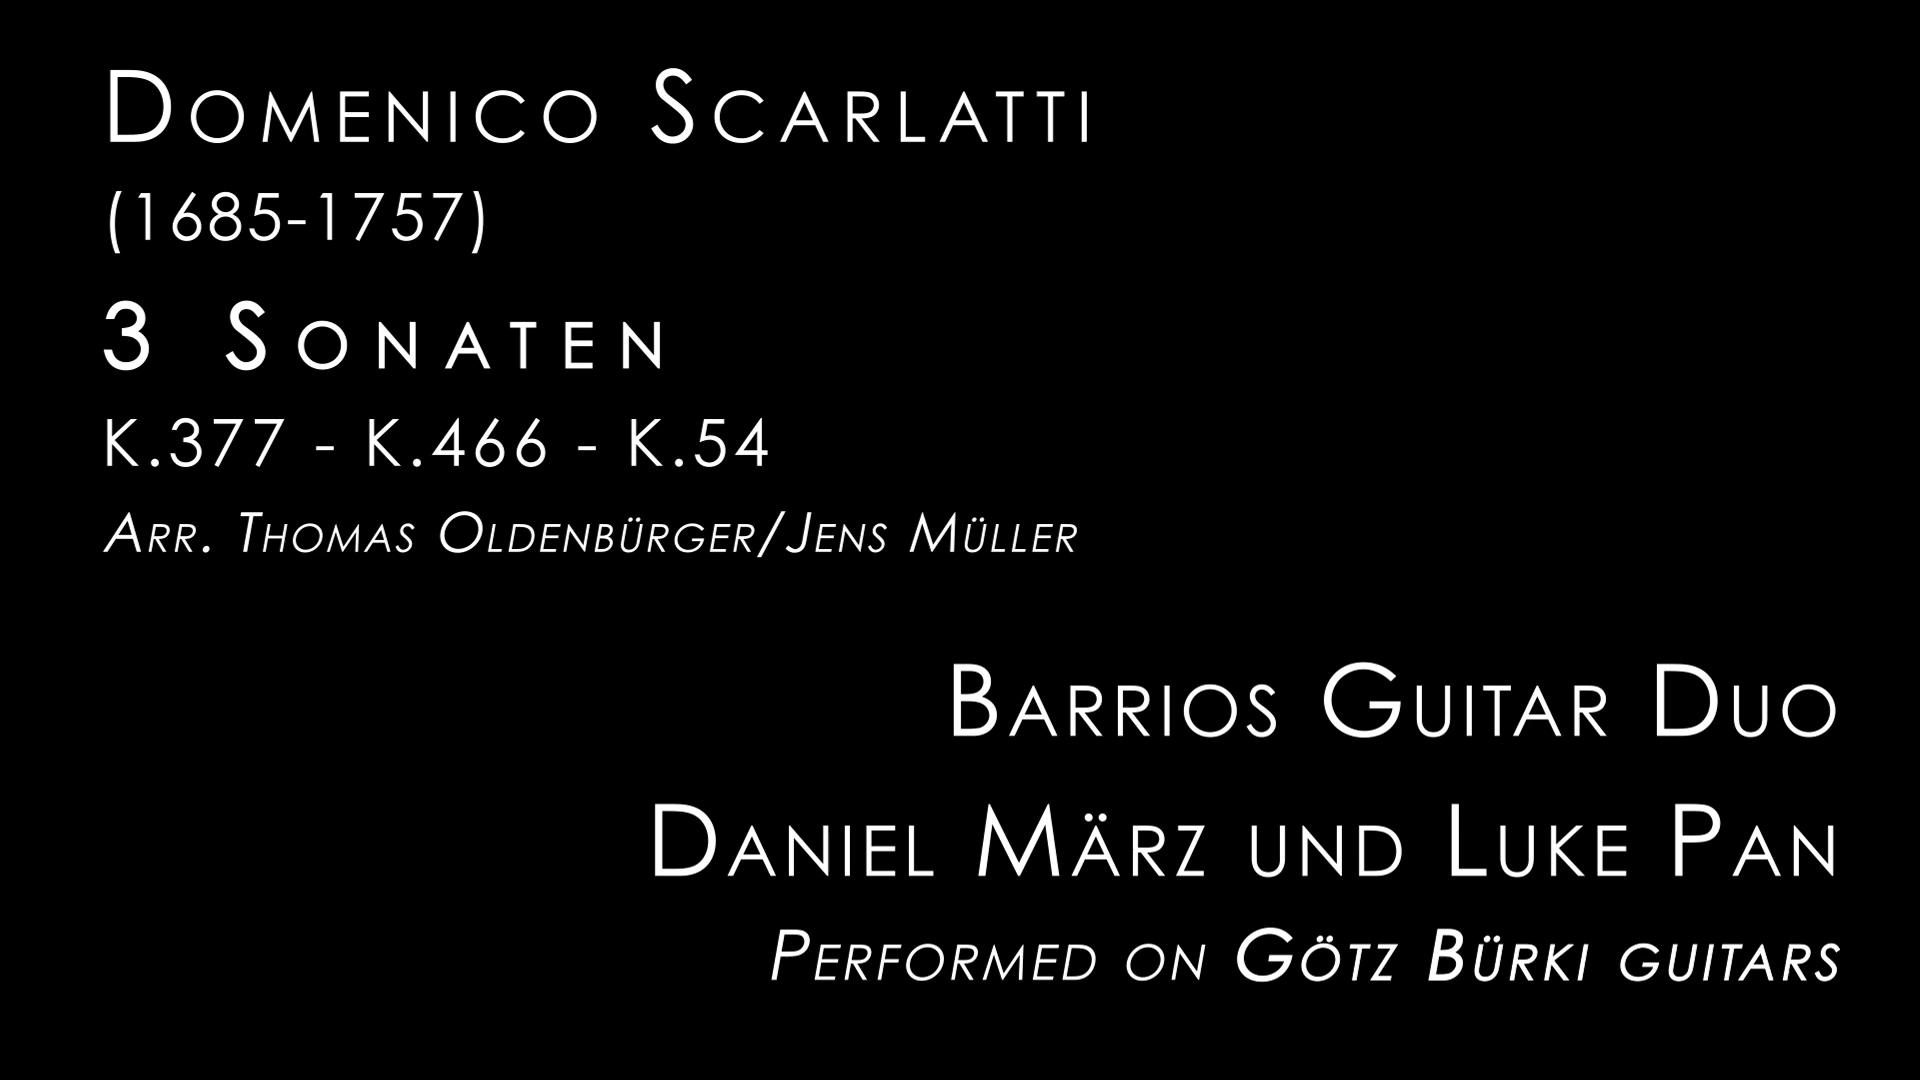 Domenico Scarlatti
(1685-1757)
3 Sonaten
K.377 - K.466 - K.54
Arr. Thomas Oldenbürger/Jens Müller
Barrios Guitar Duo
Daniel März und Luke Pan
Performed on Götz Bürki guitars